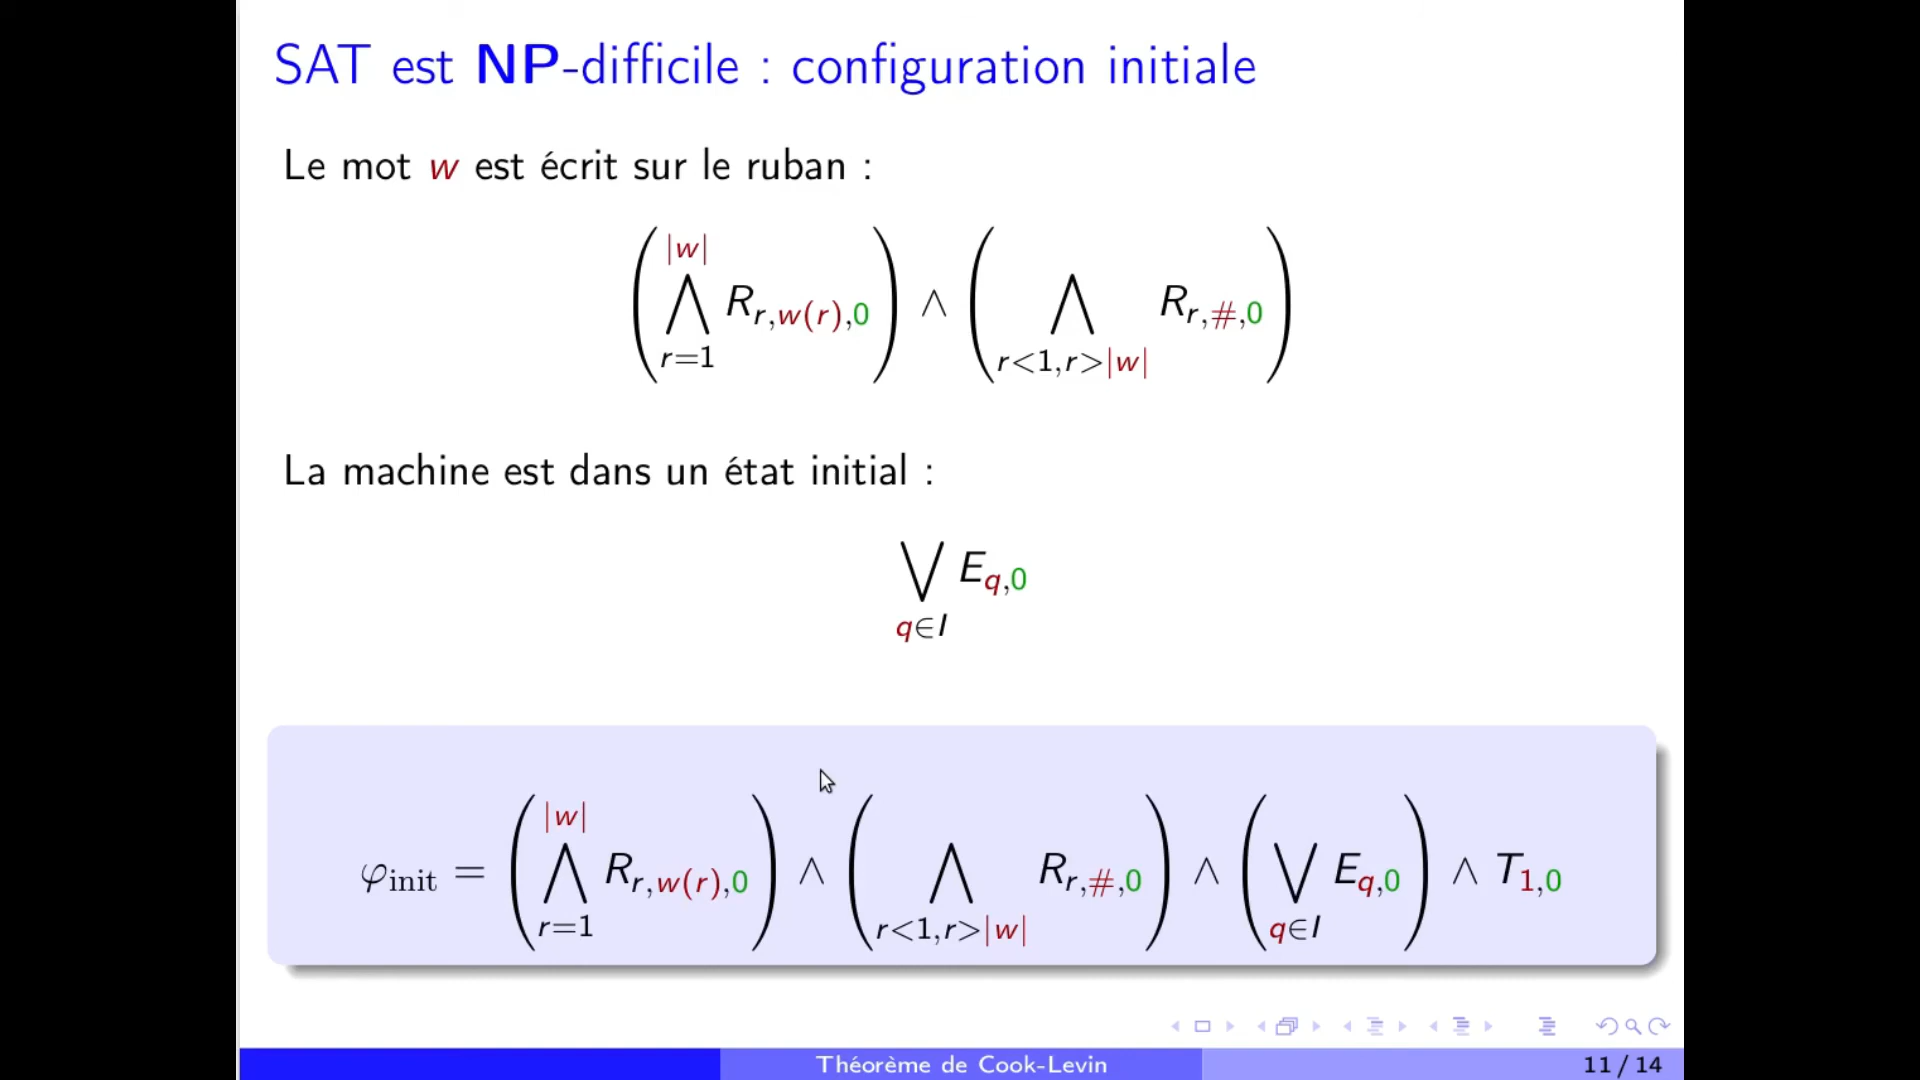 SAT est NP-difficile : configuration initiale
Le mot w est écrit sur le ruban :
(⋀_{r=1}^{|w|} R_{r,w(r),0}) ∧ (⋀_{r<1,r>|w|} R_{r,#,0})
La machine est dans un état initial :
⋁_{q∈I} E_{q,0}
φ_{init} = (⋀_{r=1}^{|w|} R_{r,w(r),0}) ∧ (⋀_{r<1,r>|w|} R_{r,#,0}) ∧ (⋁_{q∈I} E_{q,0}) ∧ T_{1,0}
Théorème de Cook-Levin
11 / 14